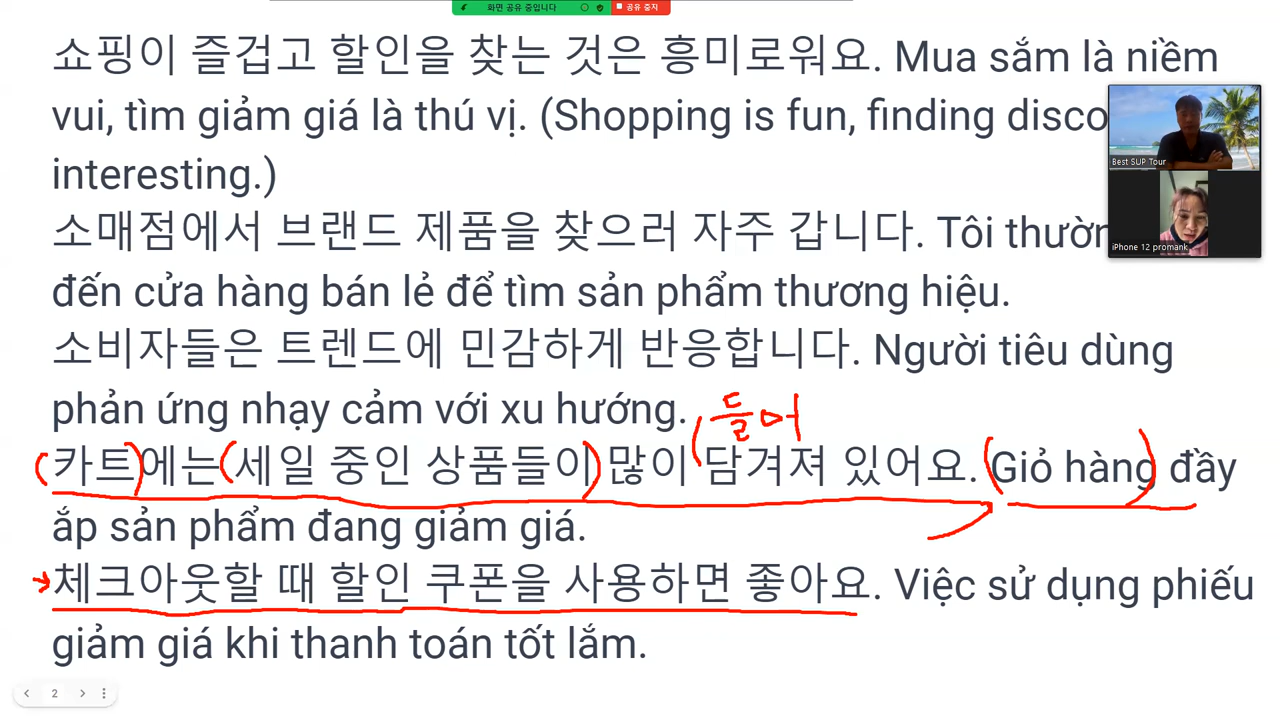 화면 공유 중입니다 공유 중지
쇼핑이 즐겁고 할인을 찾는 것은 흥미로워요. Mua sắm là niềm
vui, tìm giảm giá là thú vị. (Shopping is fun, finding disco
interesting.)
Best SUP Tour
소매점에서 브랜드 제품을 찾으러 자주 갑니다. Tôi thườn
iPhone 12 promank
đến cửa hàng bán lẻ để tìm sản phẩm thương hiệu.
소비자들은 트렌드에 민감하게 반응합니다. Người tiêu dùng
phản ứng nhạy cảm với xu hướng.
들어
카트에는 세일 중인 상품들이 많이 담겨져 있어요. Giỏ hàng đầy
ắp sản phẩm đang giảm giá.
체크아웃할 때 할인 쿠폰을 사용하면 좋아요. Việc sử dụng phiếu
giảm giá khi thanh toán tốt lắm.
2